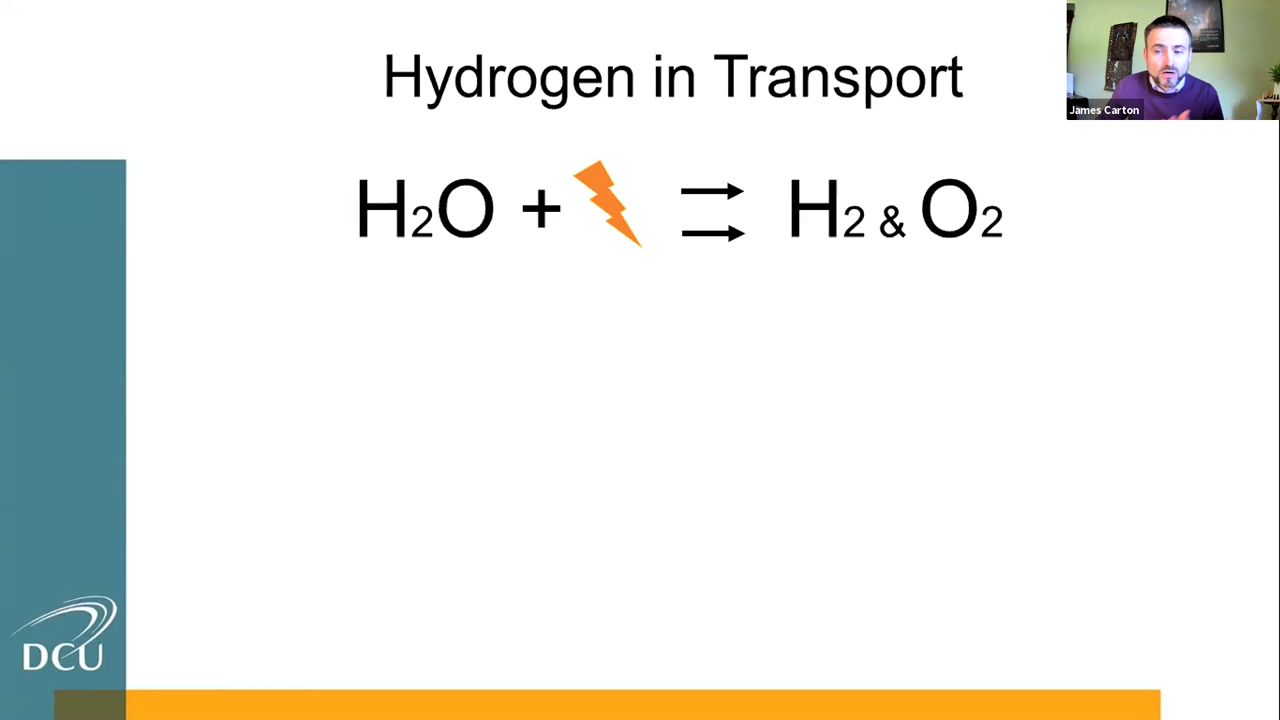 Hydrogen in Transport
James Carton
H2O + H2 & O2
DCU